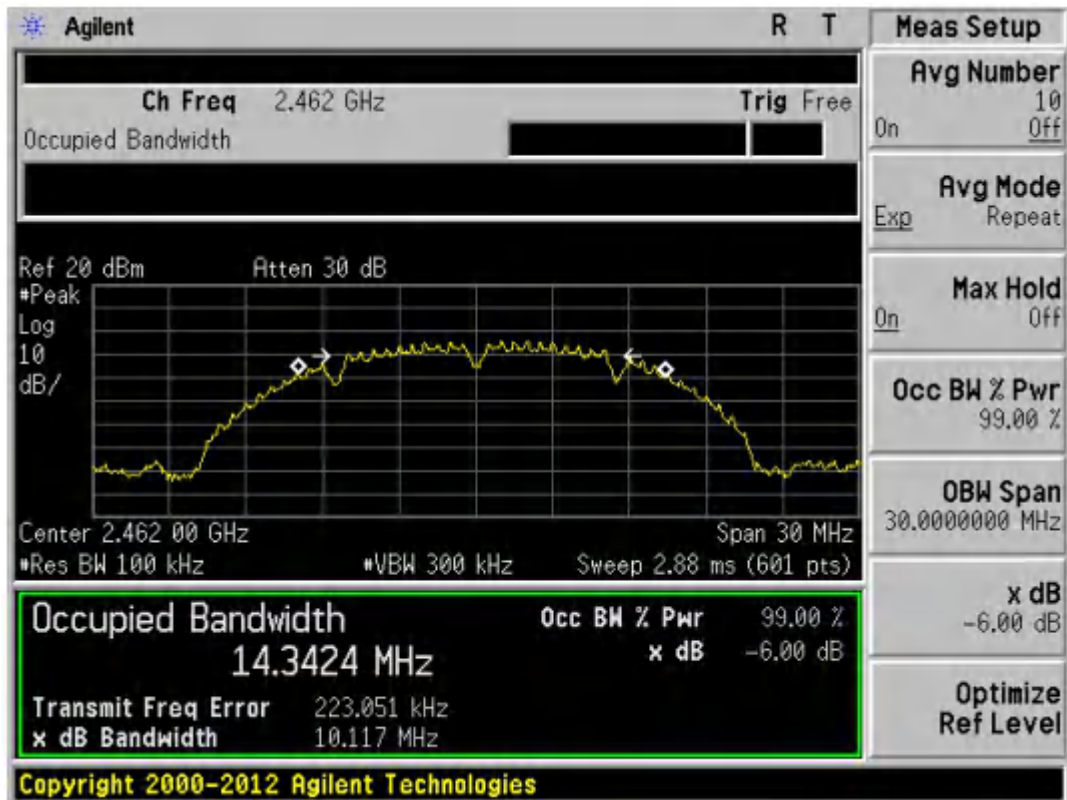 Agilent R T
Ch Freq 2.462 GHz Trig Free
Occupied Bandwidth
Ref 20 dBm Atten 30 dB
#Peak
Log
10
dB/
Center 2.462 00 GHz Span 30 MHz
#Res BW 100 kHz #VBW 300 kHz Sweep 2.88 ms (601 pts)
Occupied Bandwidth Occ BW % Pwr 99.00 %
14.3424 MHz x dB -6.00 dB
Transmit Freq Error 223.051 kHz
x dB Bandwidth 10.117 MHz
Copyright 2000-2012 Agilent Technologies
Meas Setup
Avg Number
10
On Off
Avg Mode
Exp Repeat
Max Hold
On Off
Occ BW % Pwr
99.00 %
OBW Span
30.0000000 MHz
x dB
-6.00 dB
Optimize
Ref Level